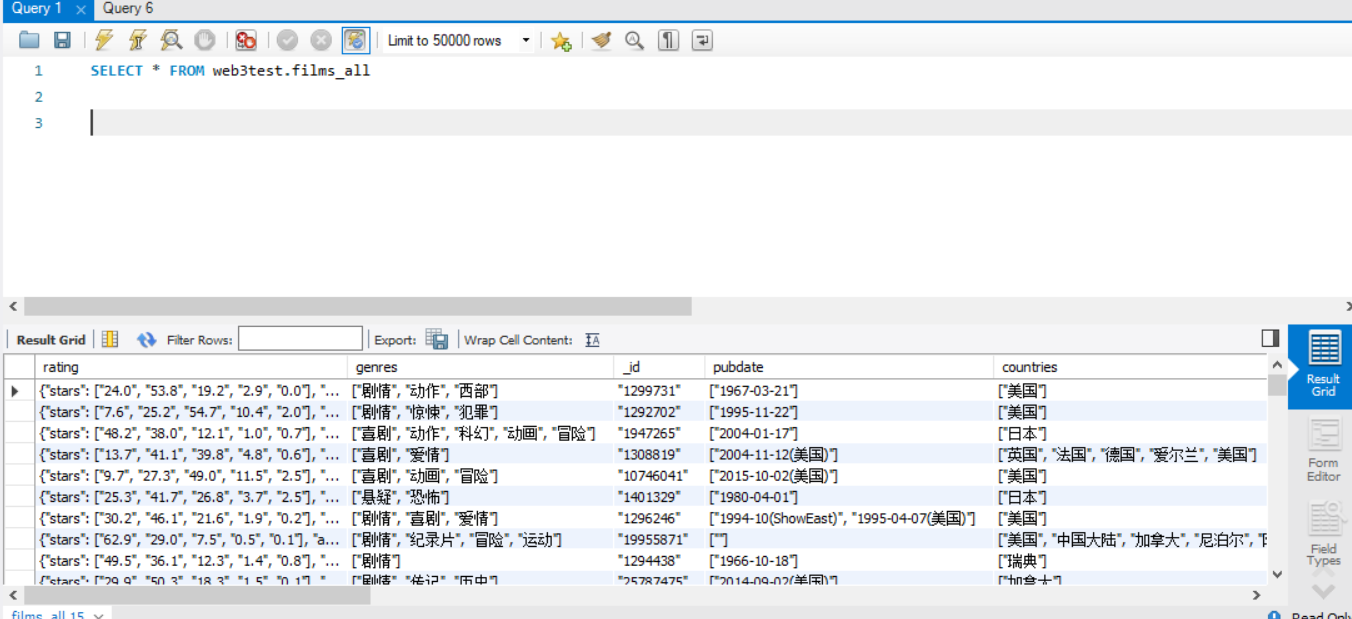 Query 1 × Query 6
Limit to 50000 rows
1 SELECT * FROM web3test.films_all
2
3
Result Grid Filter Rows: Export: Wrap Cell Content:
rating genres _id pubdate countries
{"stars": ["24.0", "53.8", "19.2", "2.9", "0.0"], "... ["剧情", "动作", "西部"] "1299731" ["1967-03-21"] ["美国"]
{"stars": ["7.6", "25.2", "54.7", "10.4", "2.0"], "... ["剧情", "惊悚", "犯罪"] "1292702" ["1995-11-22"] ["美国"]
{"stars": ["48.2", "38.0", "12.1", "1.0", "0.7"], "... ["喜剧", "动作", "科幻", "动画", "冒险"] "1947265" ["2004-01-17"] ["日本"]
{"stars": ["13.7", "41.1", "39.8", "4.8", "0.6"], "... ["喜剧", "爱情"] "1308819" ["2004-11-12(美国)"] ["英国", "法国", "德国", "爱尔兰", "美国"]
{"stars": ["9.7", "27.3", "49.0", "11.5", "2.5"], "... ["喜剧", "动画", "冒险"] "10746041" ["2015-10-02(美国)"] ["美国"]
{"stars": ["25.3", "41.7", "26.8", "3.7", "2.5"], "... ["悬疑", "恐怖"] "1401329" ["1980-04-01"] ["日本"]
{"stars": ["30.2", "46.1", "21.6", "1.9", "0.2"], "... ["剧情", "喜剧", "爱情"] "1296246" ["1994-10(ShowEast)", "1995-04-07(美国)"] ["美国"]
{"stars": ["62.9", "29.0", "7.5", "0.5", "0.1"], "a... ["剧情", "纪录片", "冒险", "运动"] "19955871" [""] ["美国", "中国大陆", "加拿大", "尼泊尔", "
{"stars": ["49.5", "36.1", "12.3", "1.4", "0.8"], "... ["剧情"] "1294438" ["1966-10-18"] ["瑞典"]
{"stars": ["29.9", "50.3", "18.3", "1.5", "0.1"], "... ["剧情", "传记", "历史"] "25787475" ["2014-09-02(美国)"] ["加拿大"]
Result
Grid
Form
Editor
Field
Types
films_all 15 Read Only